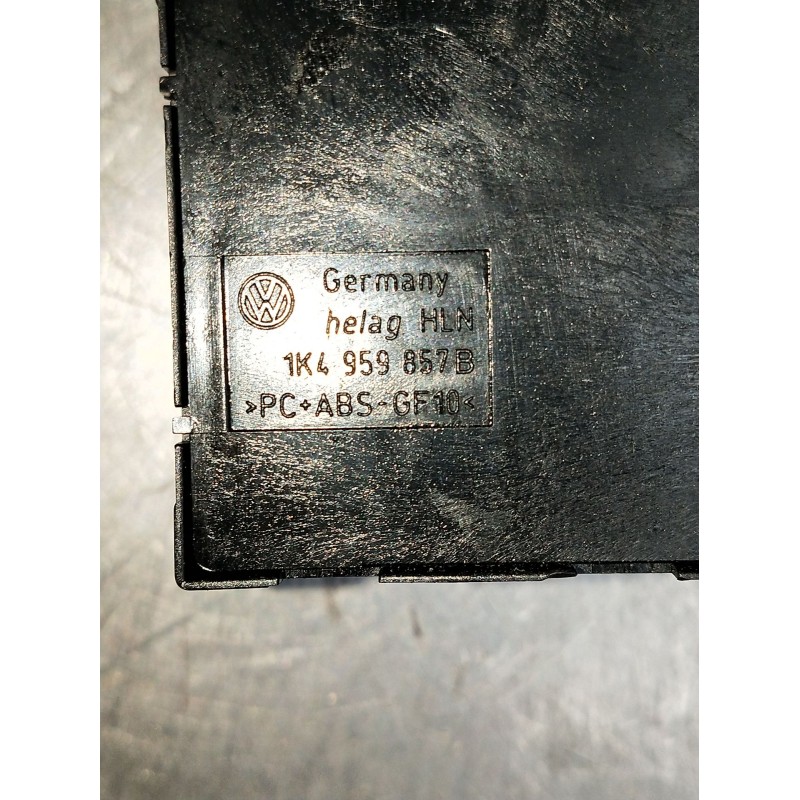 Germany
helag HLN
1K4 959 857 B
>PC+ABS-GF10<